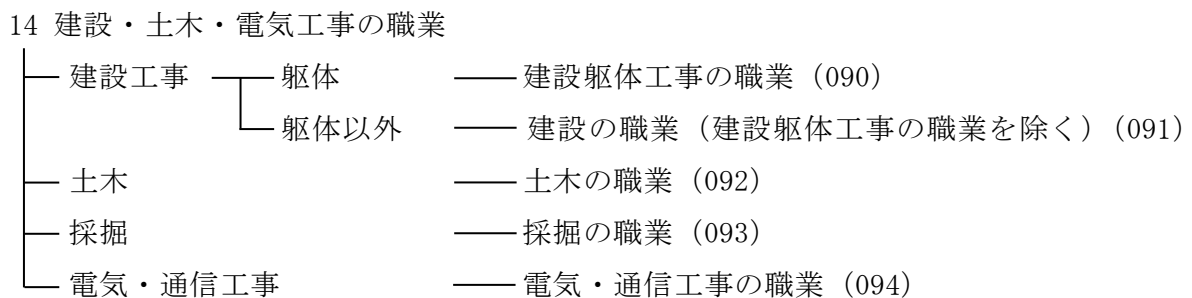 14 建設・土木・電気工事の職業
建設工事 躯体 建設躯体工事の職業（090）
躯体以外 建設の職業（建設躯体工事の職業を除く）（091）
土木 土木の職業（092）
採掘 採掘の職業（093）
電気・通信工事 電気・通信工事の職業（094）